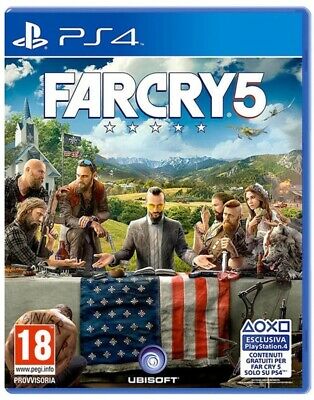 PS4
FARCRY5
SINNER
18
www.pegi.info
PROVVISORIA
UBISOFT
ESCLUSIVA
PlayStation.4
CONTENUTI
GRATUITI PER
FAR CRY 5
SOLO SU PS4™